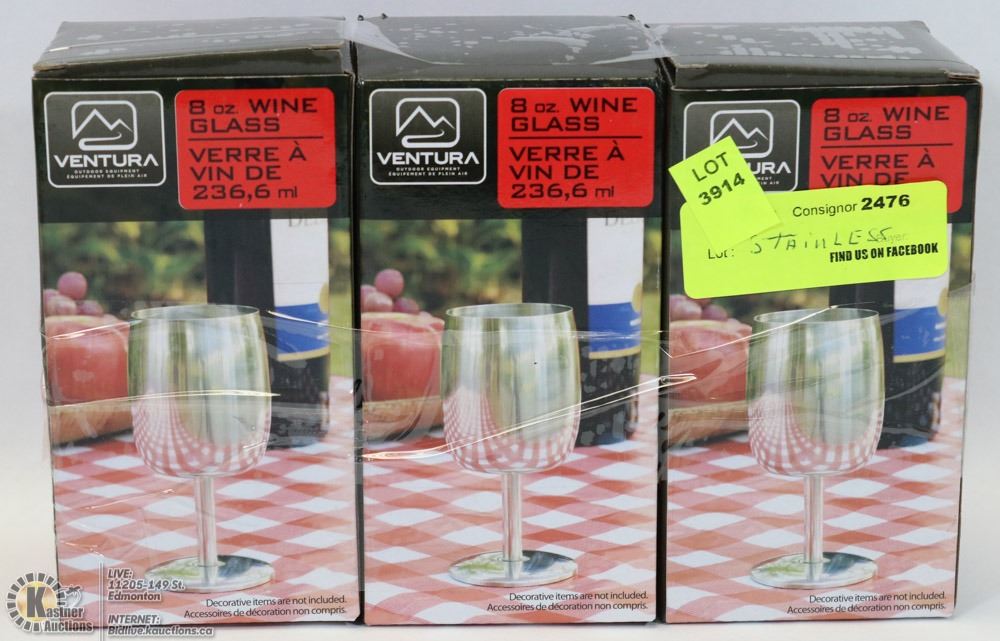 VENTURA
OUTDOOR EQUIPMENT
ÉQUIPEMENT DE PLEIN AIR
8 OZ. WINE
GLASS
VERRE À
VIN DE
236,6 ml
Decorative items are not included.
Accessoires de décoration non compris.
VENTURA
OUTDOOR EQUIPMENT
ÉQUIPEMENT DE PLEIN AIR
8 OZ. WINE
GLASS
VERRE À
VIN DE
236,6 ml
Decorative items are not included.
Accessoires de décoration non compris.
8 OZ. WINE
GLASS
VERRE À
LOT
3914
Consignor 2476
Lot: STAINLESS
FIND US ON FACEBOOK
Decorative items are not included.
Accessoires de décoration non compris.
Kastner
Auctions
LIVE:
11205-149 St.
Edmonton
INTERNET:
Bidlive.kauctions.ca